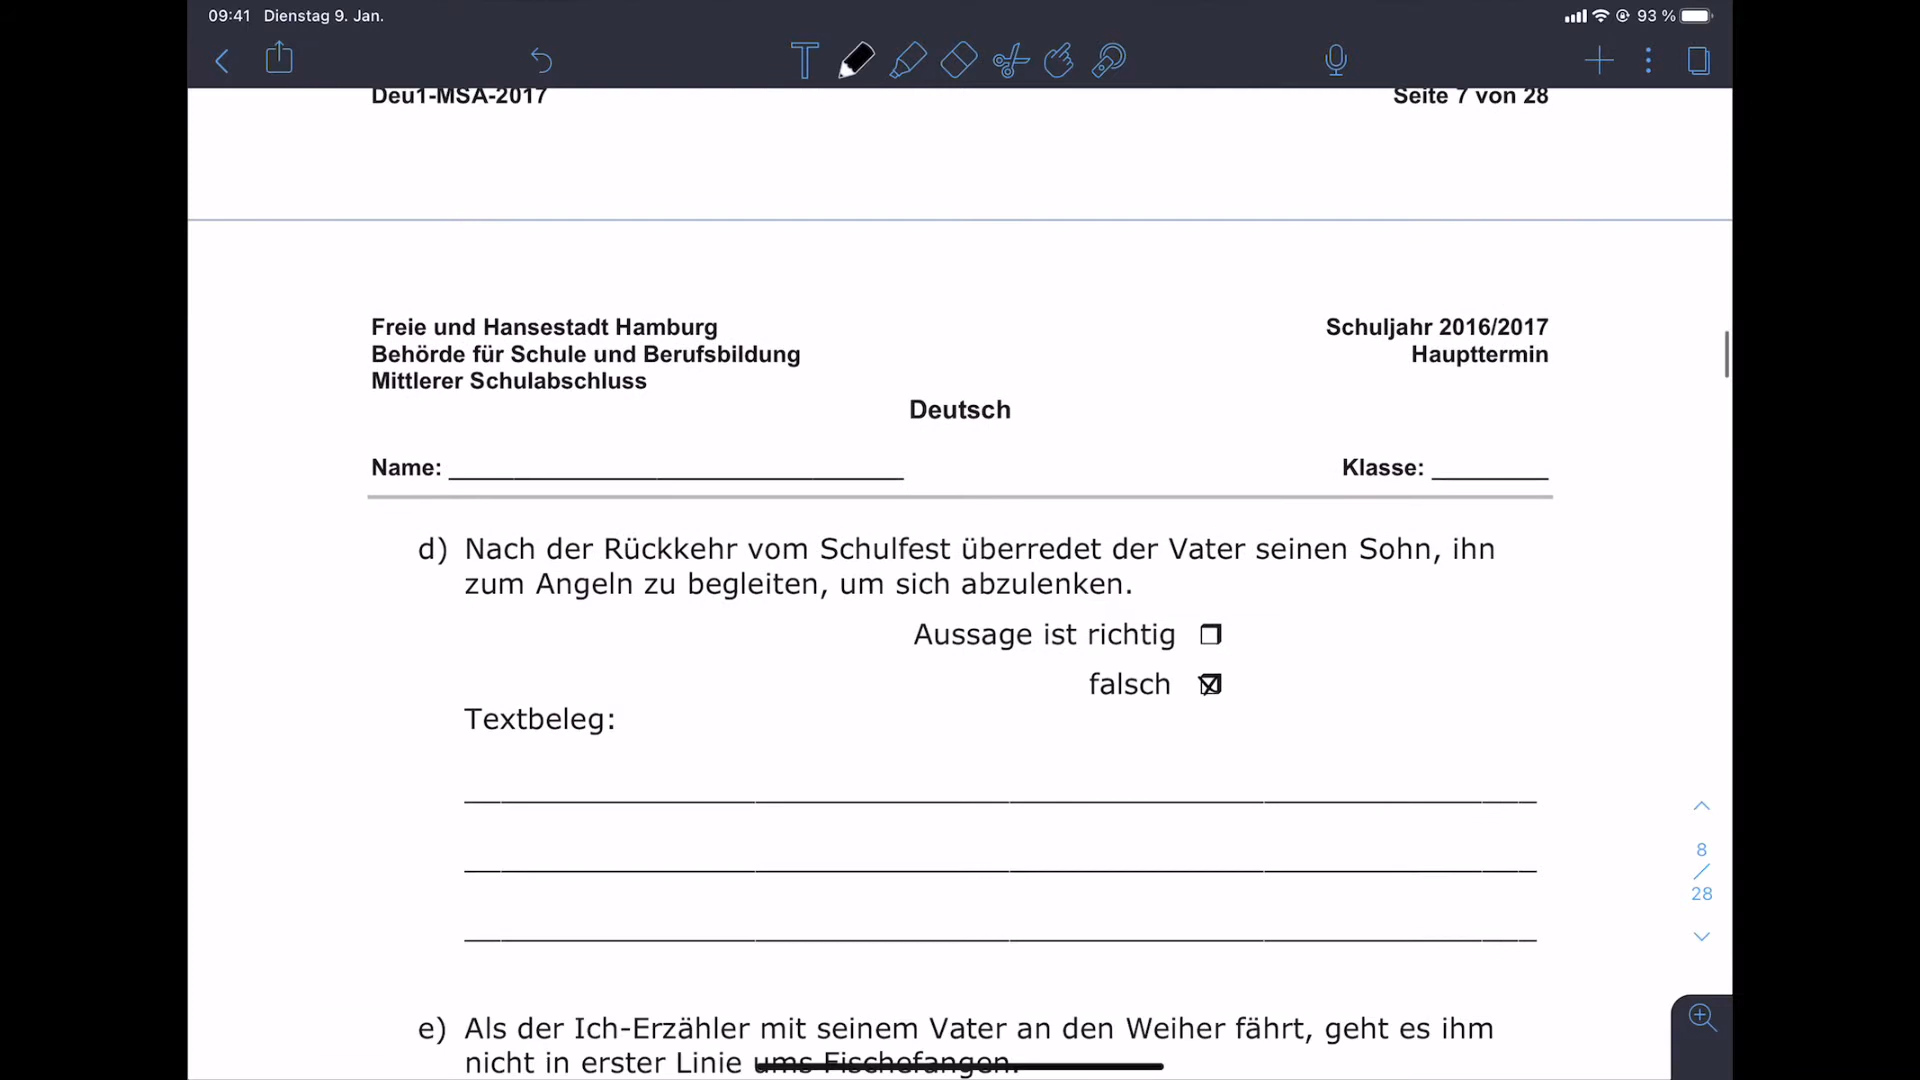 09:41 Dienstag 9. Jan.
93 %
Deu1-MSA-2017
Seite 7 von 28
Freie und Hansestadt Hamburg
Schuljahr 2016/2017
Behörde für Schule und Berufsbildung
Haupttermin
Mittlerer Schulabschluss
Deutsch
Name: ____________________
Klasse: ________
d) Nach der Rückkehr vom Schulfest überredet der Vater seinen Sohn, ihn
zum Angeln zu begleiten, um sich abzulenken.
Aussage ist richtig
falsch
Textbeleg:
8
/
28
e) Als der Ich-Erzähler mit seinem Vater an den Weiher fährt, geht es ihm
nicht in erster Linie ums Fischefangen.